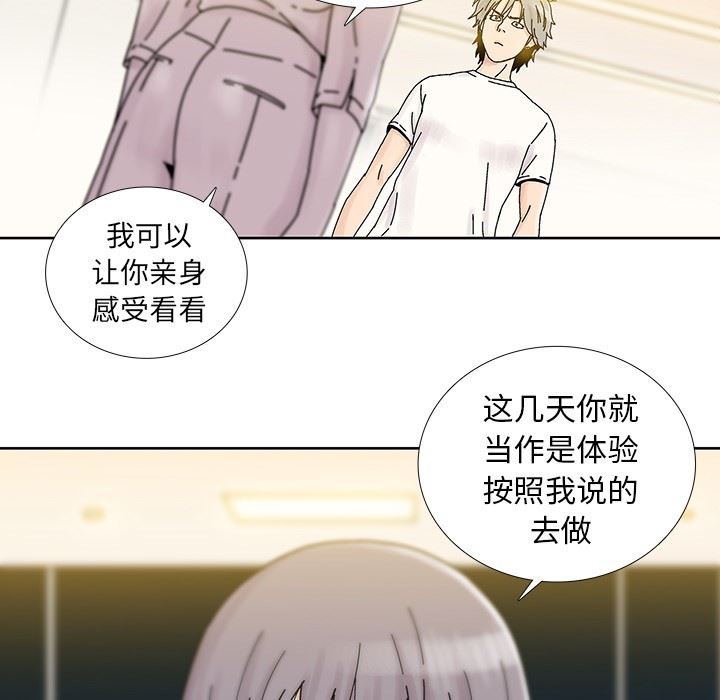 我可以
让你亲身
感受看看
这几天你就
当作是体验
按照我说的
去做